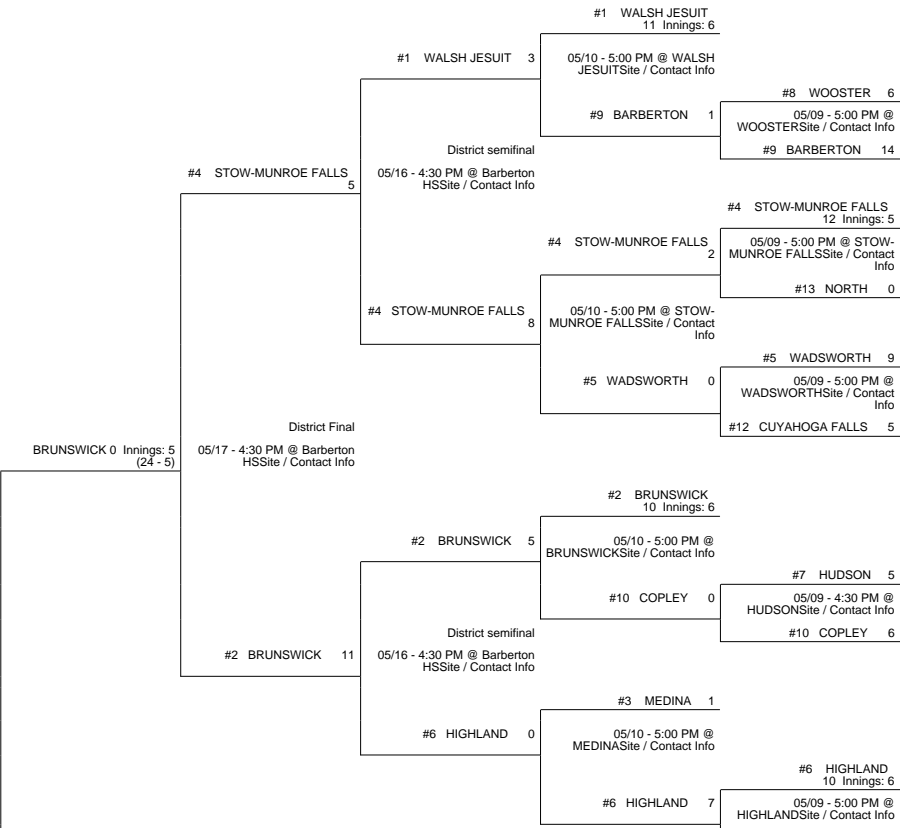 #1 WALSH JESUIT
11 Innings: 6
#1 WALSH JESUIT 3
05/10 - 5:00 PM @ WALSH
JESUITSite / Contact Info
#8 WOOSTER 6
#9 BARBERTON 1
05/09 - 5:00 PM @
WOOSTERSite / Contact Info
#9 BARBERTON 14
District semifinal
#4 STOW-MUNROE FALLS
5
05/16 - 4:30 PM @ Barberton
HSSite / Contact Info
#4 STOW-MUNROE FALLS
12 Innings: 5
#4 STOW-MUNROE FALLS
2
05/09 - 5:00 PM @ STOW-
MUNROE FALLSSite / Contact
Info
#13 NORTH 0
#4 STOW-MUNROE FALLS
8
05/10 - 5:00 PM @ STOW-
MUNROE FALLSSite / Contact
Info
#5 WADSWORTH 9
#5 WADSWORTH 0
05/09 - 5:00 PM @
WADSWORTHSite / Contact
Info
#12 CUYAHOGA FALLS 5
District Final
BRUNSWICK 0 Innings: 5
(24 - 5)
05/17 - 4:30 PM @ Barberton
HSSite / Contact Info
#2 BRUNSWICK
10 Innings: 6
#2 BRUNSWICK 5
05/10 - 5:00 PM @
BRUNSWICKSite / Contact Info
#7 HUDSON 5
#10 COPLEY 0
05/09 - 4:30 PM @
HUDSONSite / Contact Info
#10 COPLEY 6
District semifinal
#2 BRUNSWICK 11
05/16 - 4:30 PM @ Barberton
HSSite / Contact Info
#3 MEDINA 1
#6 HIGHLAND 0
05/10 - 5:00 PM @
MEDINASite / Contact Info
#6 HIGHLAND
10 Innings: 6
#6 HIGHLAND 7
05/09 - 5:00 PM @
HIGHLANDSite / Contact Info